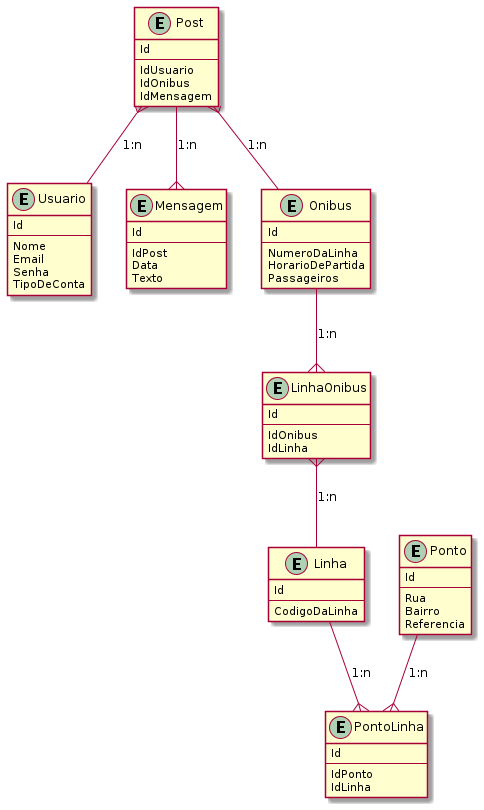 E Post
Id
IdUsuario
IdOnibus
IdMensagem
1:n
1:n
1:n
E Usuario
Id
Nome
Email
Senha
TipoDeConta
E Mensagem
Id
IdPost
Data
Texto
E Onibus
Id
NumeroDaLinha
HorarioDePartida
Passageiros
1:n
E LinhaOnibus
Id
IdOnibus
IdLinha
1:n
E Linha
Id
CodigoDaLinha
E Ponto
Id
Rua
Bairro
Referencia
1:n
1:n
E PontoLinha
Id
IdPonto
IdLinha